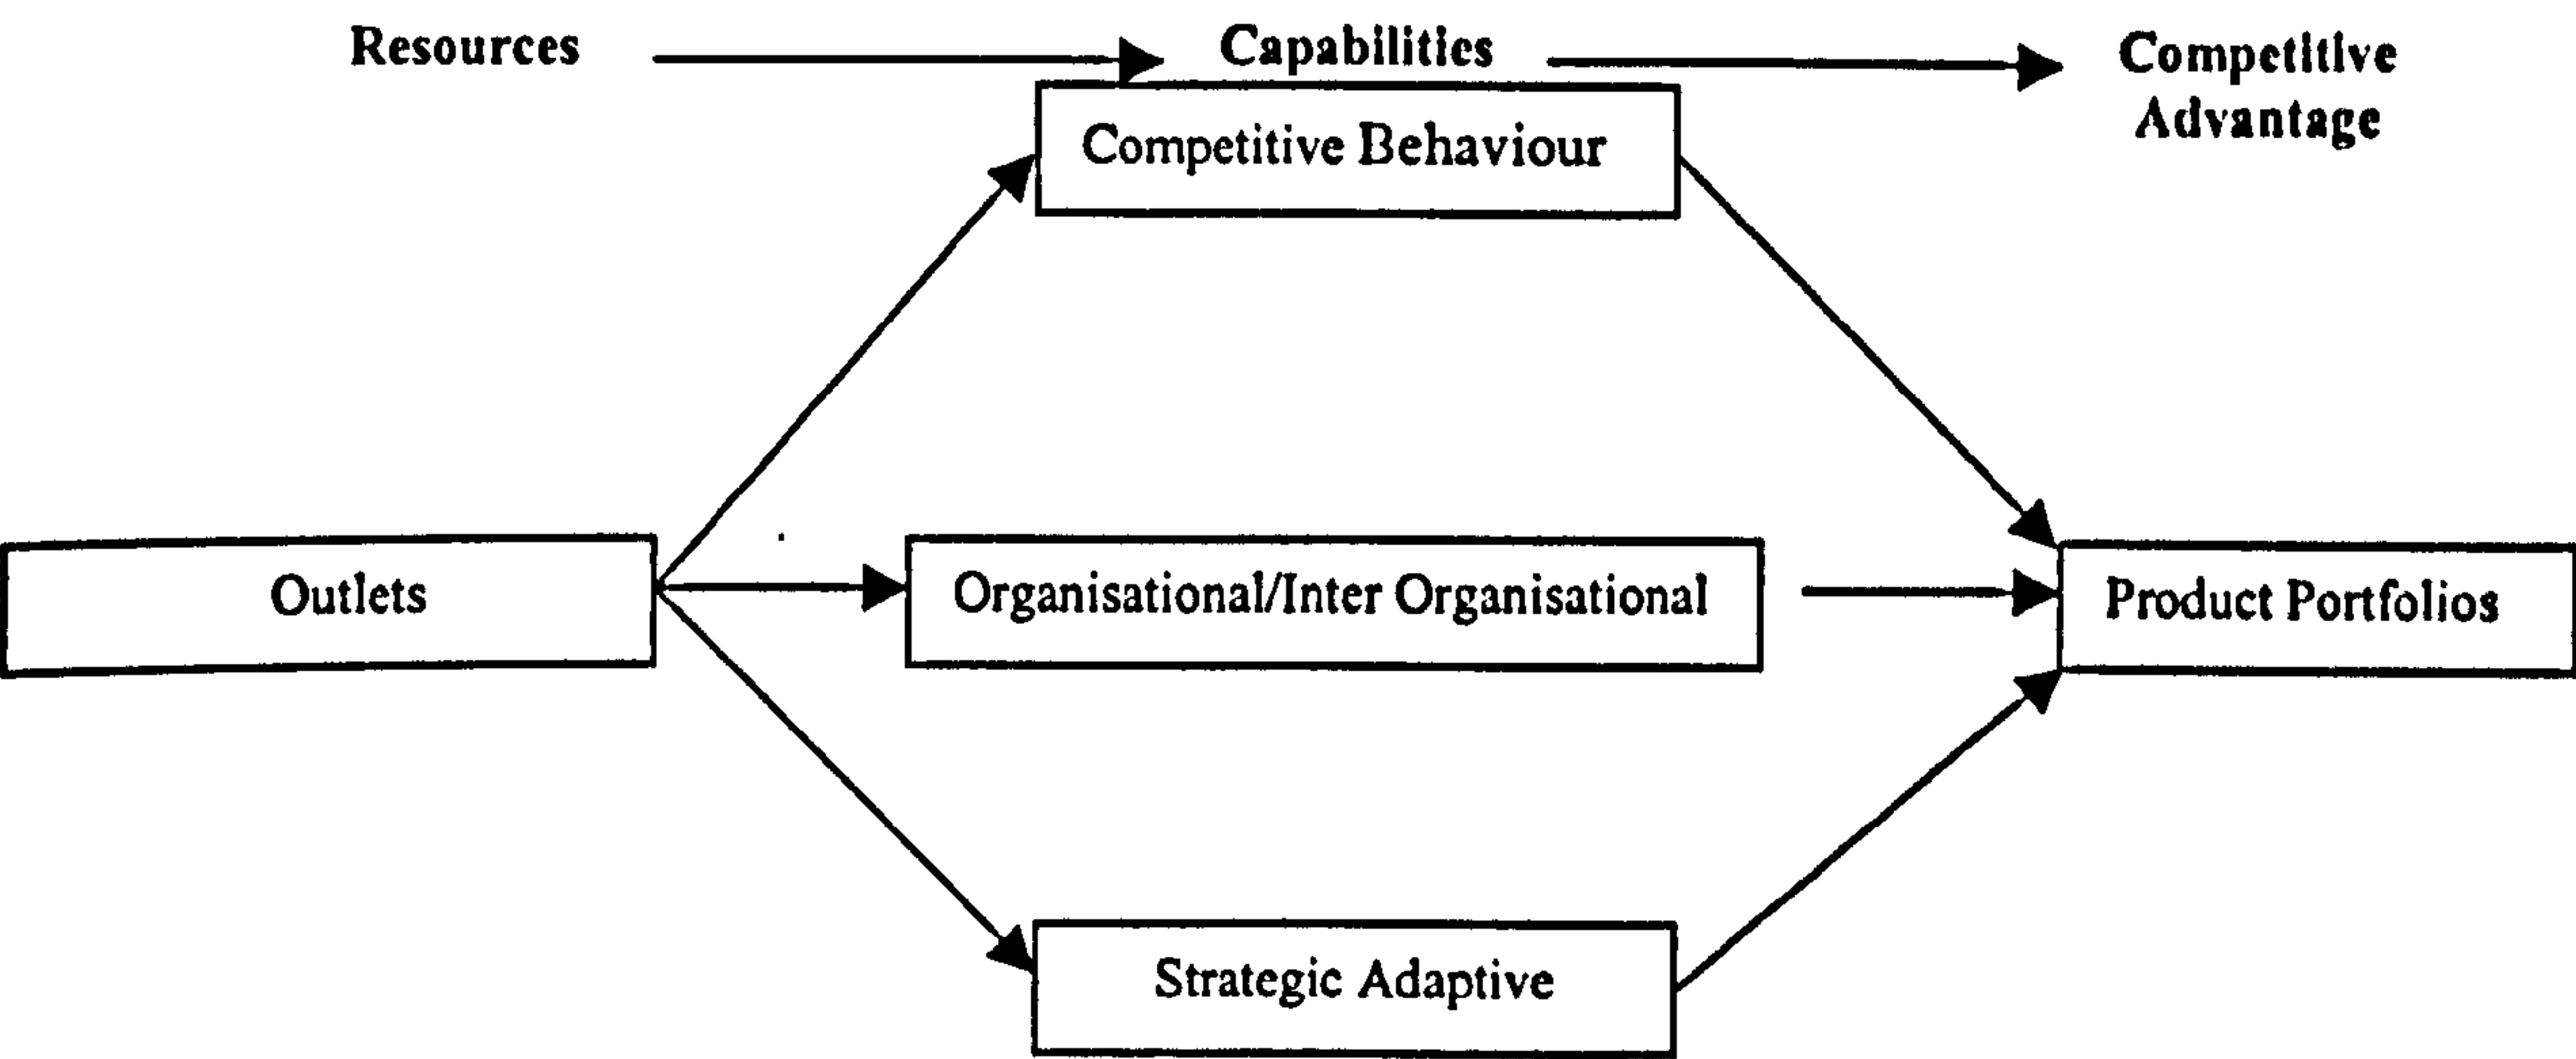 Resources
Capabilities
Competitive
Advantage
Competitive Behaviour
Outlets
Organisational/Inter Organisational
Product Portfolios
Strategic Adaptive